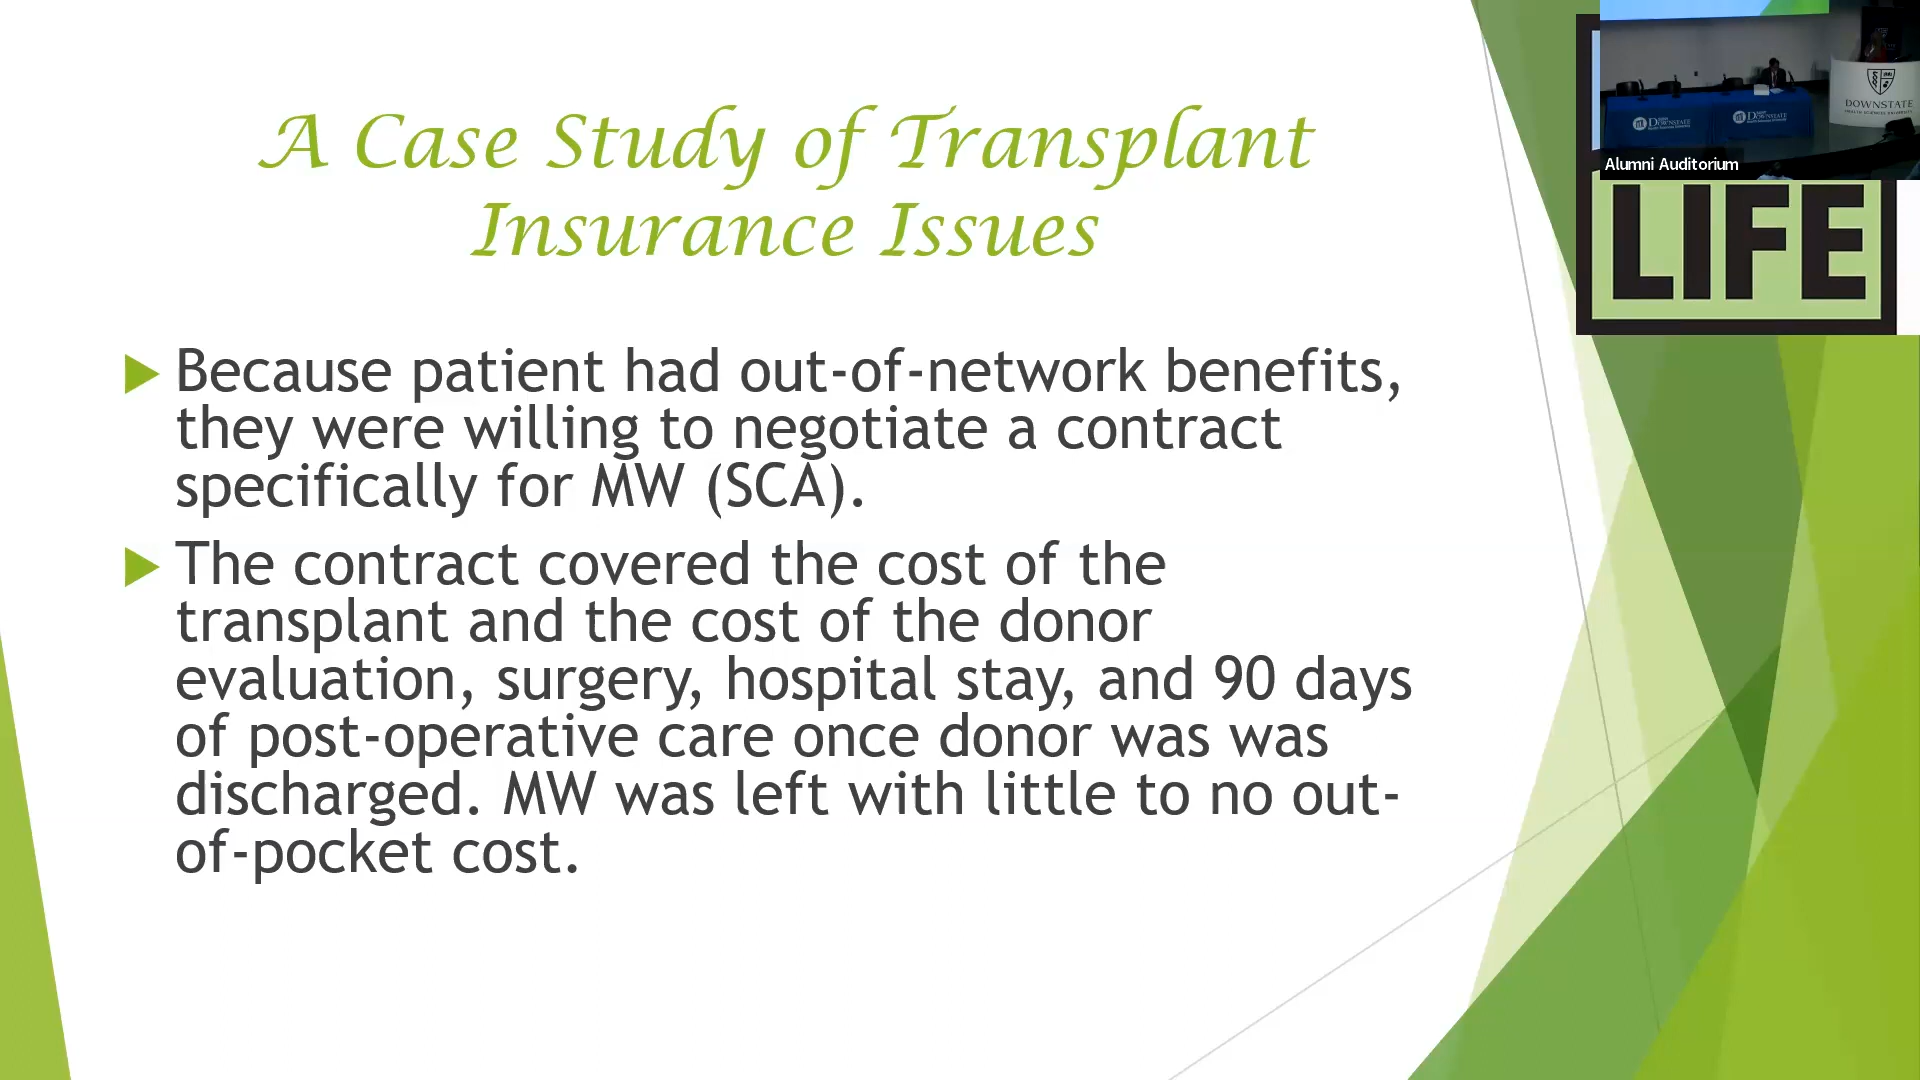 A Case Study of Transplant
Insurance Issues
Because patient had out-of-network benefits,
they were willing to negotiate a contract
specifically for MW (SCA).
The contract covered the cost of the
transplant and the cost of the donor
evaluation, surgery, hospital stay, and 90 days
of post-operative care once donor was was
discharged. MW was left with little to no out-
of-pocket cost.
DOWNSTATE
DOWNSTATE
DOWNSTATE
Alumni Auditorium
LIFE